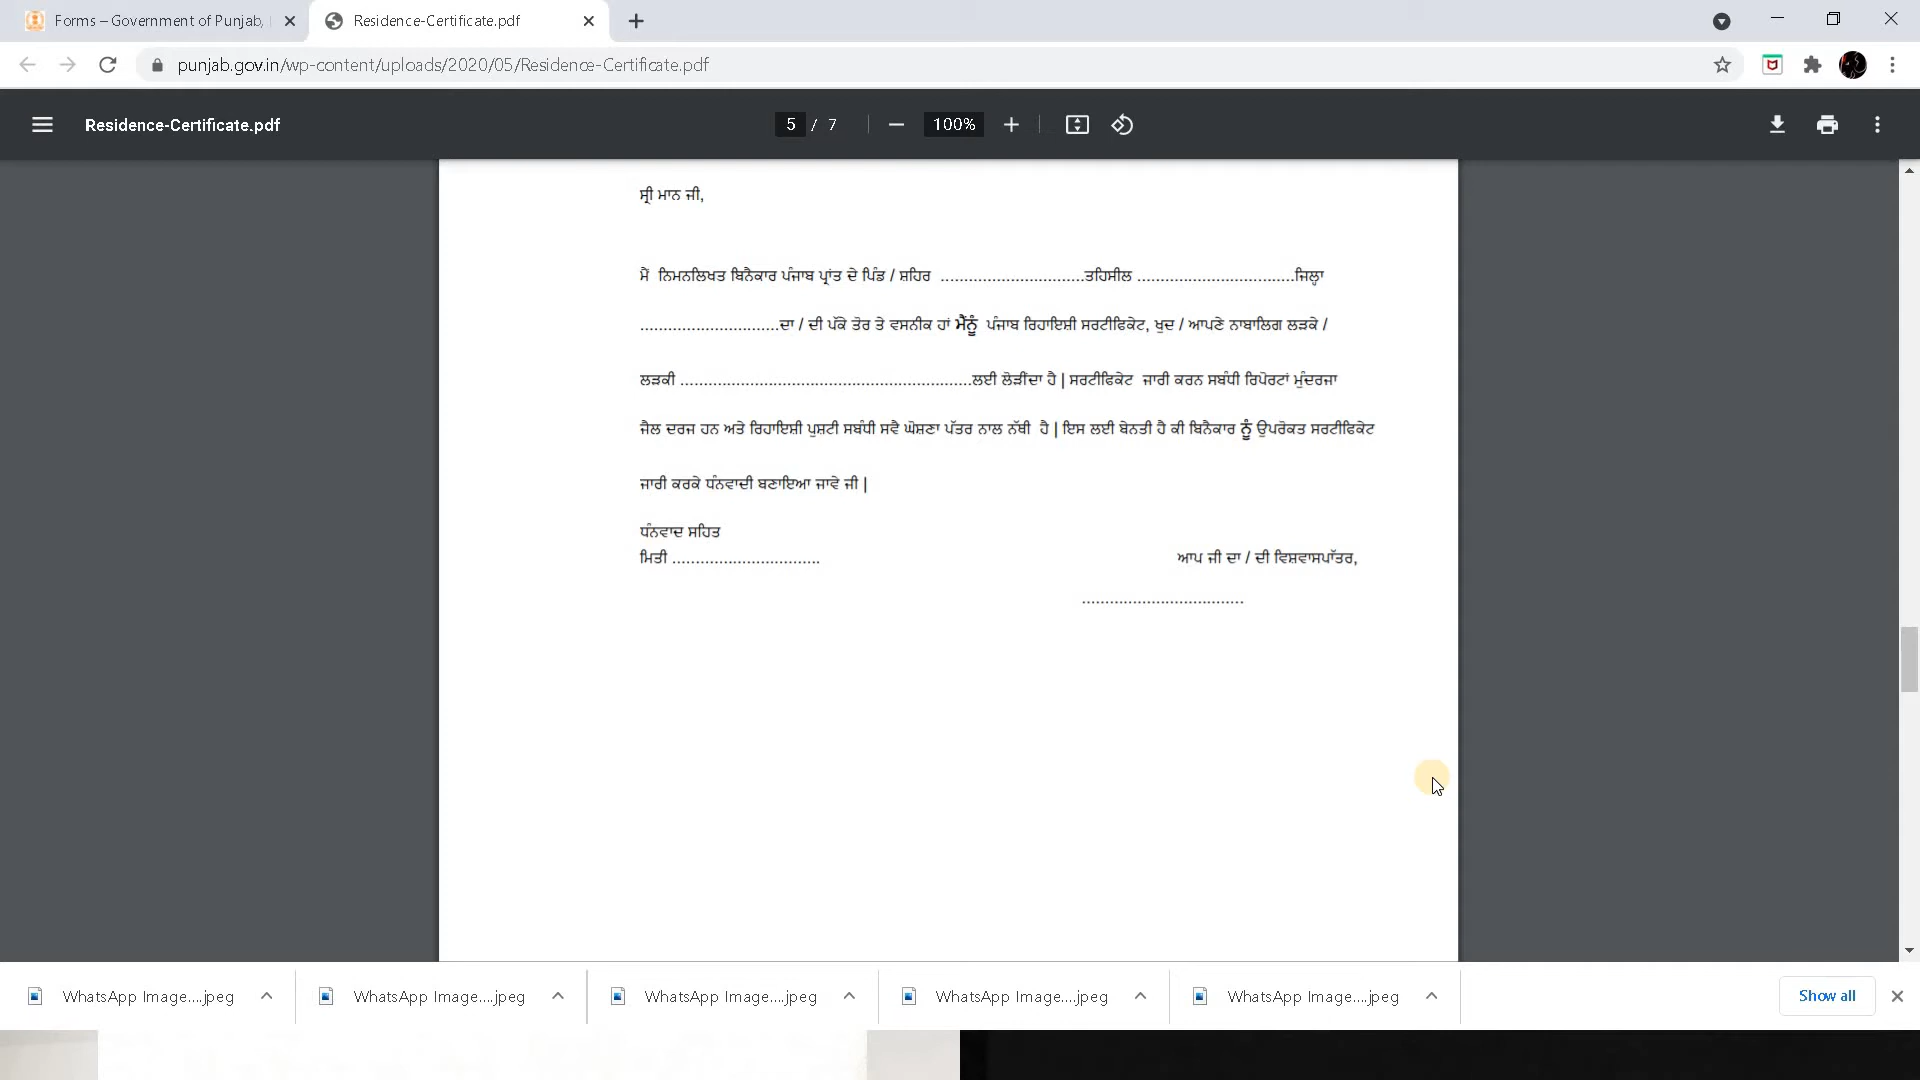 Forms – Government of Punjab,
Residence-Certificate.pdf
punjab.gov.in/wp-content/uploads/2020/05/Residence-Certificate.pdf
Residence-Certificate.pdf
5 / 7
100%
ਸ੍ਰੀ ਮਾਨ ਜੀ,
ਮੈਂ ਨਿਮਨਲਿਖਤ ਬਿਨੈਕਾਰ ਪੰਜਾਬ ਪ੍ਰਾਂਤ ਦੇ ਪਿੰਡ / ਸ਼ਹਿਰ ...............................ਤਹਿਸੀਲ ..................................ਜਿਲ੍ਹਾ
..............................ਦਾ / ਦੀ ਪੱਕੇ ਤੋਰ ਤੇ ਵਸਨੀਕ ਹਾਂ ਮੈਨੂੰ ਪੰਜਾਬ ਰਿਹਾਇਸ਼ੀ ਸਰਟੀਫਿਕੇਟ, ਖੁਦ / ਆਪਣੇ ਨਾਬਾਲਿਗ ਲੜਕੇ /
ਲੜਕੀ ...............................................................ਲਈ ਲੋੜੀਂਦਾ ਹੈ | ਸਰਟੀਫਿਕੇਟ ਜਾਰੀ ਕਰਨ ਸਬੰਧੀ ਰਿਪੋਰਟਾਂ ਮੁੰਦਰਜਾ
ਜੈਲ ਦਰਜ ਹਨ ਅਤੇ ਰਿਹਾਇਸ਼ੀ ਪੁਸ਼ਟੀ ਸਬੰਧੀ ਸਵੈ ਘੋਸ਼ਣਾ ਪੱਤਰ ਨਾਲ ਨੱਥੀ ਹੈ | ਇਸ ਲਈ ਬੇਨਤੀ ਹੈ ਕੀ ਬਿਨੈਕਾਰ ਨੂੰ ਉਪਰੋਕਤ ਸਰਟੀਫਿਕੇਟ
ਜਾਰੀ ਕਰਕੇ ਧੰਨਵਾਦੀ ਬਣਾਇਆ ਜਾਵੇ ਜੀ |
ਧੰਨਵਾਦ ਸਹਿਤ
ਮਿਤੀ ................................ ਆਪ ਜੀ ਦਾ / ਦੀ ਵਿਸ਼ਵਾਸਪਾੱਤਰ,
...................................
WhatsApp Image....jpeg WhatsApp Image....jpeg WhatsApp Image....jpeg WhatsApp Image....jpeg WhatsApp Image....jpeg Show all